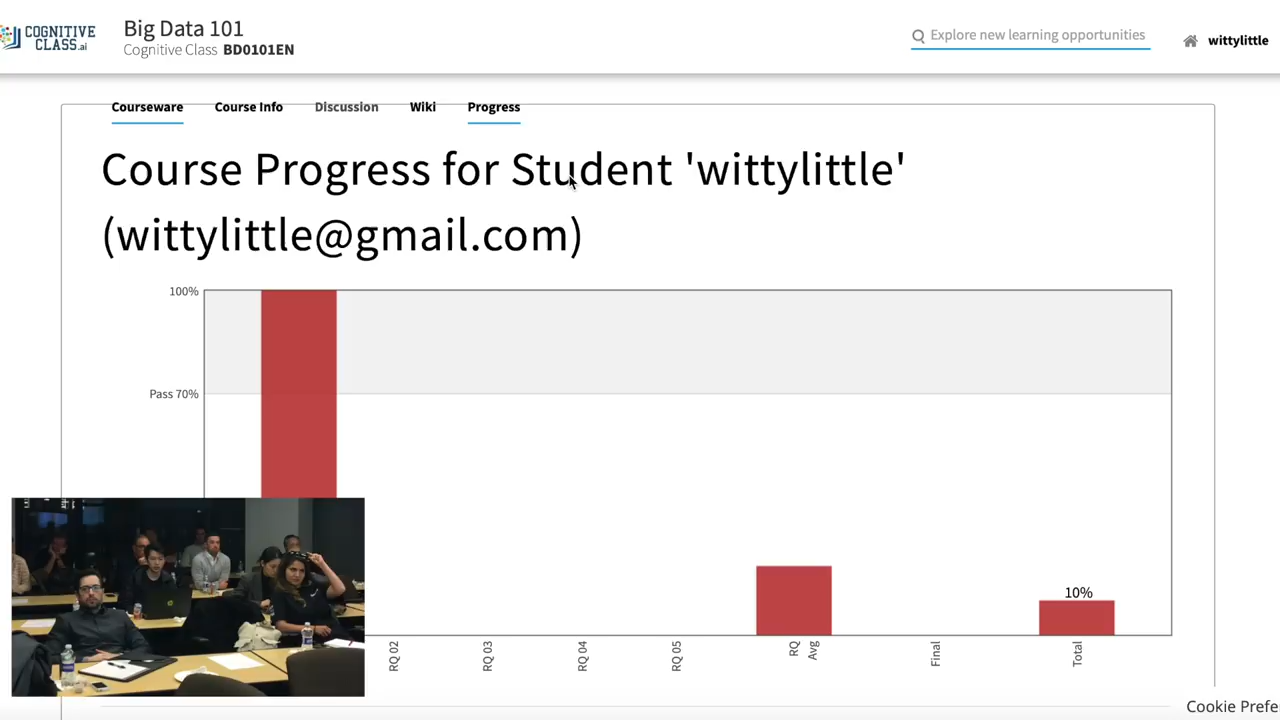 COGNITIVE
CLASS.ai
Big Data 101
Cognitive Class BD0101EN
Explore new learning opportunities
wittylittle
Courseware
Course Info
Discussion
Wiki
Progress
Course Progress for Student 'wittylittle'
(wittylittle@gmail.com)
100%
Pass 70%
10%
RQ 02
RQ 03
RQ 04
RQ 05
RQ
Avg
Final
Total
Cookie Prefe